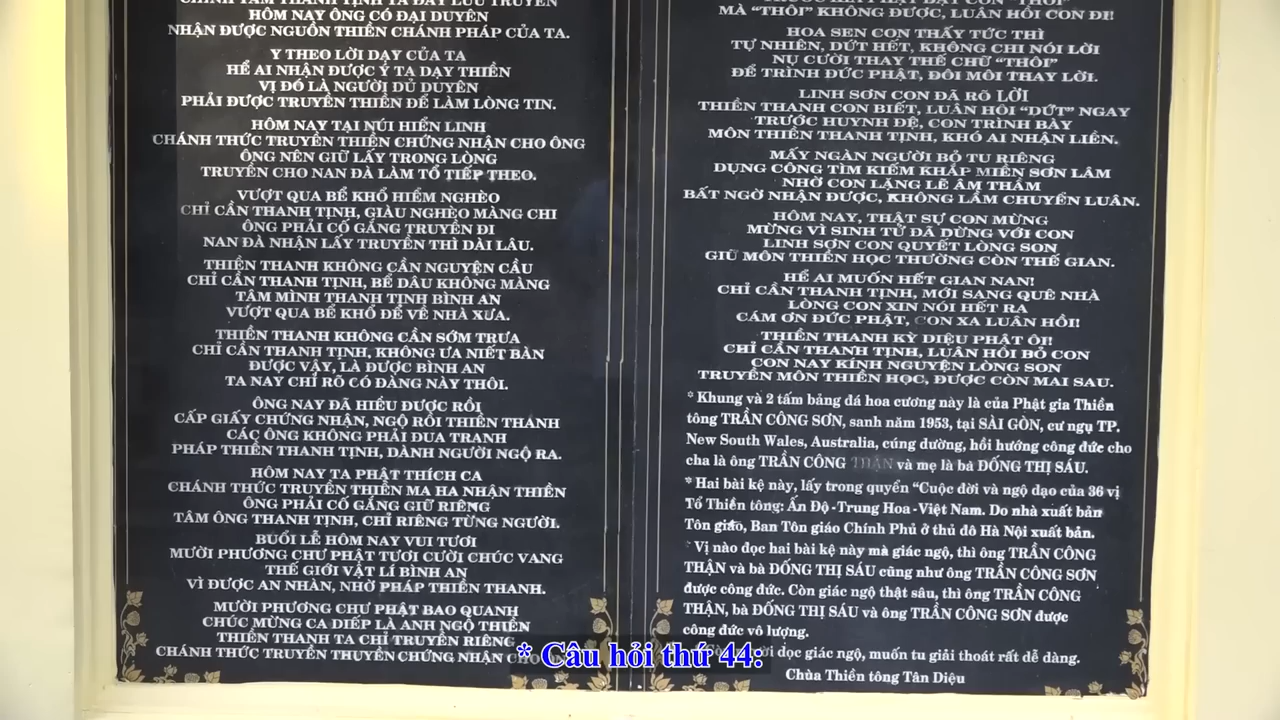 CHÍNH TÂM THANH TỊNH TA ĐÂY LƯU TRUYỀN
HÔM NAY ÔNG CÓ ĐẠI DUYÊN
NHẬN ĐƯỢC NGUỒN THIỀN CHÁNH PHÁP CỦA TA.
Y THEO LỜI DẠY CỦA TA
HỄ AI NHẬN ĐƯỢC Ý TA DẠY THIỀN
VỊ ĐÓ LÀ NGƯỜI DỦ DUYÊN
PHẢI ĐƯỢC TRUYỀN THIỀN ĐỂ LÀM LÒNG TIN.
HÔM NAY TẠI NÚI HIỂN LINH
CHÁNH THỨC TRUYỀN THIỀN CHỨNG NHẬN CHO ÔNG
ÔNG NÊN GIỮ LẤY TRONG LÒNG
TRUYỀN CHO NAN ĐÀ LÀM TỔ TIẾP THEO.
VƯỢT QUA BỂ KHỔ HIỂM NGHÈO
CHỈ CẦN THANH TỊNH, GIÀU NGHÈO MÀNG CHI
ÔNG PHẢI CỐ GẮNG TRUYỀN ĐI
NAN ĐÀ NHẬN LẤY TRUYỀN THÌ DÀI LÂU.
THIỀN THANH KHÔNG CẦN NGUYỆN CẦU
CHỈ CẦN THANH TỊNH, BỂ DÂU KHÔNG MÀNG
TÂM MÌNH THANH TỊNH BÌNH AN
VƯỢT QUA BỂ KHỔ ĐỂ VỀ NHÀ XƯA.
THIỀN THANH KHÔNG CẦN SỚM TRƯA
CHỈ CẦN THANH TỊNH, KHÔNG ƯA NIẾT BÀN
ĐƯỢC VẬY, LÀ ĐƯỢC BÌNH AN
TA NAY CHỈ RÕ CÓ ĐÀNG NÀY THÔI.
ÔNG NAY ĐÃ HIỂU ĐƯỢC RỒI
CẤP GIẤY CHỨNG NHẬN, NGỘ RỒI THIỀN THANH
CÁC ÔNG KHÔNG PHẢI ĐUA TRANH
PHÁP THIỀN THANH TỊNH, DÀNH NGƯỜI NGỘ RA.
HÔM NAY TA PHẬT THÍCH CA
CHÁNH THỨC TRUYỀN THIỀN MA HA NHẬN THIỀN
ÔNG PHẢI CỐ GẮNG GIỮ RIÊNG
TÂM ÔNG THANH TỊNH, CHỈ RIÊNG TỪNG NGƯỜI.
BUỔI LỄ HÔM NAY VUI TƯƠI
MƯỜI PHƯƠNG CHƯ PHẬT TƯƠI CƯỜI CHÚC VANG
THẾ GIỚI VẬT LÍ BÌNH AN
VÌ ĐƯỢC AN NHÀN, NHỜ PHÁP THIỀN THANH.
MƯỜI PHƯƠNG CHƯ PHẬT BAO QUANH
CHÚC MỪNG CA DIẾP LÀ ANH NGỘ THIỀN
THIỀN THANH TA CHỈ TRUYỀN RIÊNG
CHÁNH THỨC TRUYỀN THUYỀN CHỨNG NHẬN CHO
MÀ “THÔI” KHÔNG ĐƯỢC, LUÂN HỒI CON ĐI!
HOA SEN CON THẤY TỨC THÌ
TỰ NHIÊN, DỨT HẾT, KHÔNG CHI NÓI LỜI
NỤ CƯỜI THAY THẾ CHỮ “THÔI”
ĐỂ TRÌNH ĐỨC PHẬT, ĐÔI MÔI THAY LỜI.
LINH SƠN CON ĐÃ RÕ LỜI
THIỀN THANH CON BIẾT, LUÂN HỒI “DỨT” NGAY
TRƯỚC HUYNH ĐỆ, CON TRÌNH BÀY
MÔN THIỀN THANH TỊNH, KHÓ AI NHẬN LIỀN.
MẤY NGÀN NGƯỜI BỎ TU RIÊNG
DỤNG CÔNG TÌM KIẾM KHẮP MIỀN SƠN LÂM
NHỜ CON LẶNG LẼ ÂM THẦM
BẤT NGỜ NHẬN ĐƯỢC, KHÔNG LẦM CHUYỂN LUÂN.
HÔM NAY, THẬT SỰ CON MỪNG
MỪNG VÌ SINH TỬ ĐÃ DỪNG VỚI CON
LINH SƠN CON QUYẾT LÒNG SON
GIỮ MÔN THIỀN HỌC THƯỜNG CÒN THẾ GIAN.
HỄ AI MUỐN HẾT GIAN NAN!
CHỈ CẦN THANH TỊNH, MỚI SANG QUÊ NHÀ
LÒNG CON XIN NÓI HẾT RA
CÁM ƠN ĐỨC PHẬT, CON XA LUÂN HỒI!
THIỀN THANH KỲ DIỆU PHẬT ÔI!
CHỈ CẦN THANH TỊNH, LUÂN HỒI BỎ CON
CON NAY KÍNH NGUYỆN LÒNG SON
TRUYỀN MÔN THIỀN HỌC, ĐƯỢC CÒN MAI SAU.
* Khung và 2 tấm bảng đá hoa cương này là của Phật gia Thiền
tông TRẦN CÔNG SƠN, sanh năm 1953, tại SÀI GÒN, cư ngụ TP.
New South Wales, Australia, cúng dường, hồi hướng công đức cho
cha là ông TRẦN CÔNG THẬN và mẹ là bà ĐỐNG THỊ SÁU.
* Hai bài kệ này, lấy trong quyển “Cuộc đời và ngộ dạo của 36 vị
Tổ Thiền tông: Ấn Độ-Trung Hoa-Việt Nam. Do nhà xuất bản
Tôn giáo, Ban Tôn giáo Chính Phủ ở thủ đô Hà Nội xuất bản.
* Vị nào đọc hai bài kệ này mà giác ngộ, thì ông TRẦN CÔNG
THẬN và bà ĐỐNG THỊ SÁU cũng như ông TRẦN CÔNG SƠN
được công đức. Còn giác ngộ thật sâu, thì ông TRẦN CÔNG
THẬN, bà ĐỐNG THỊ SÁU và ông TRẦN CÔNG SƠN được
công đức vô lượng.
dọc giác ngộ, muốn tu giải thoát rất dễ dàng.
Chùa Thiền tông Tân Diệu
* Câu hỏi thứ 44: